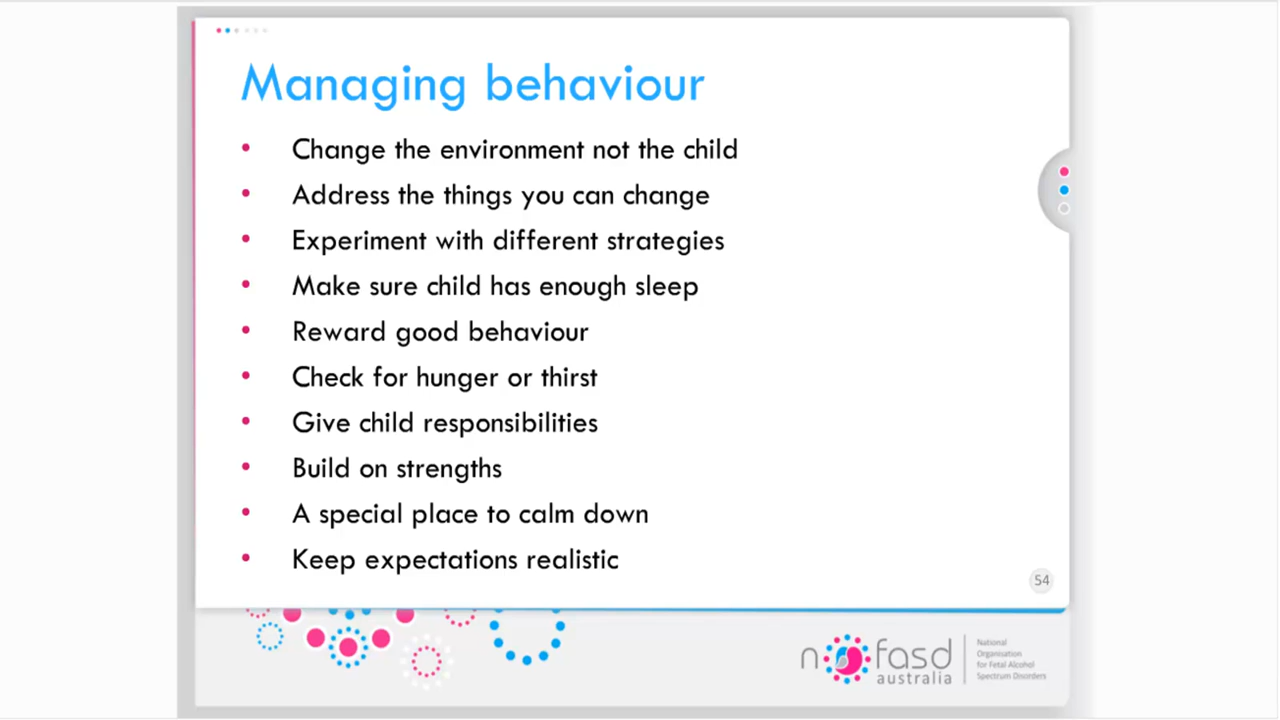 Managing behaviour
• Change the environment not the child
• Address the things you can change
• Experiment with different strategies
• Make sure child has enough sleep
• Reward good behaviour
• Check for hunger or thirst
• Give child responsibilities
• Build on strengths
• A special place to calm down
• Keep expectations realistic
54
nofasd
australia
National
Organisation
for Fetal Alcohol
Spectrum Disorders